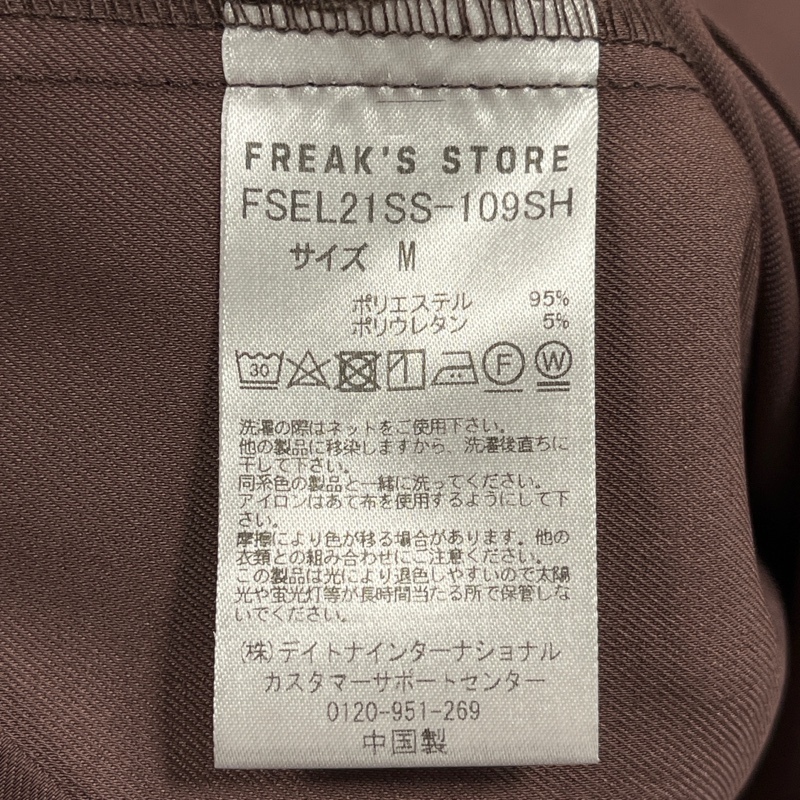 FREAK'S STORE
FSEL21SS-109SH
サイズ M
ポリエステル 95%
ポリウレタン 5%
30 F W
洗濯の際はネットをご使用下さい。
他の製品に移染しますから、洗濯後直ちに
干して下さい。
同系色の製品と一緒に洗ってください。
アイロンはあて布を使用するようにして下
さい。
摩擦により色が移る場合があります。他の
衣類との組み合わせにご注意ください。
この製品は光により退色しやすいので太陽
光や蛍光灯等が長時間当たる所で保管しな
いでください。
(株)デイトナインターナショナル
カスタマーサポートセンター
0120-951-269
中国製